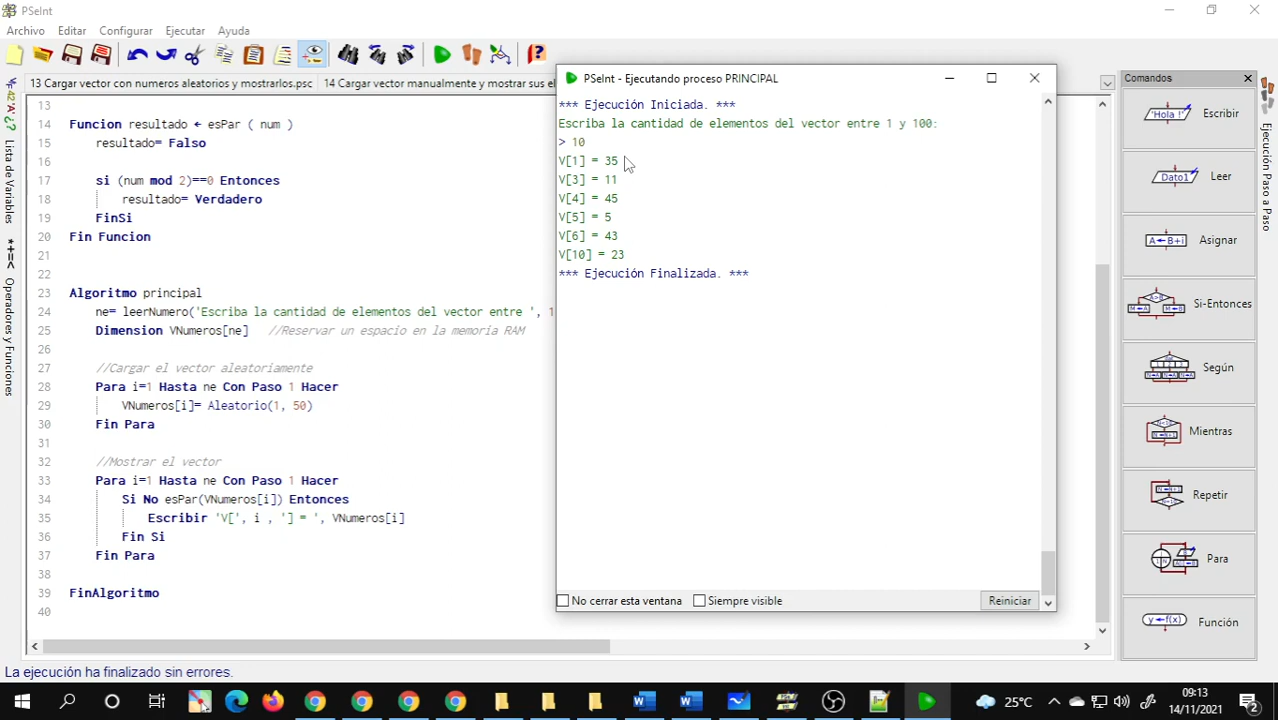 PSeInt
Archivo Editar Configurar Ejecutar Ayuda
13 Cargar vector con numeros aleatorios y mostrarlos.psc
14 Cargar vector manualmente y mostrar sus el
13
14 Funcion resultado ← esPar ( num )
15 resultado= Falso
16
17 si (num mod 2)==0 Entonces
18 resultado= Verdadero
19 FinSi
20 Fin Funcion
21
22
23 Algoritmo principal
24 ne= leerNumero('Escriba la cantidad de elementos del vector entre ', 1
25 Dimension VNumeros[ne] //Reservar un espacio en la memoria RAM
26
27 //Cargar el vector aleatoriamente
28 Para i=1 Hasta ne Con Paso 1 Hacer
29 VNumeros[i]= Aleatorio(1, 50)
30 Fin Para
31
32 //Mostrar el vector
33 Para i=1 Hasta ne Con Paso 1 Hacer
34 Si No esPar(VNumeros[i]) Entonces
35 Escribir 'V[', i , '] = ', VNumeros[i]
36 Fin Si
37 Fin Para
38
39 FinAlgoritmo
40
La ejecución ha finalizado sin errores.
Lista de Variables
*+=< Operadores y Funciones
PSeInt - Ejecutando proceso PRINCIPAL
*** Ejecución Iniciada. ***
Escriba la cantidad de elementos del vector entre 1 y 100:
> 10
V[1] = 35
V[3] = 11
V[4] = 45
V[5] = 5
V[6] = 43
V[10] = 23
*** Ejecución Finalizada. ***
No cerrar esta ventana
Siempre visible
Reiniciar
Comandos
'Hola !' Escribir
Dato1 Leer
A←B+i Asignar
Si-Entonces
Según
Mientras
Repetir
Para
y←f(x) Función
Ejecución Paso a Paso
25°C
09:13
14/11/2021
2